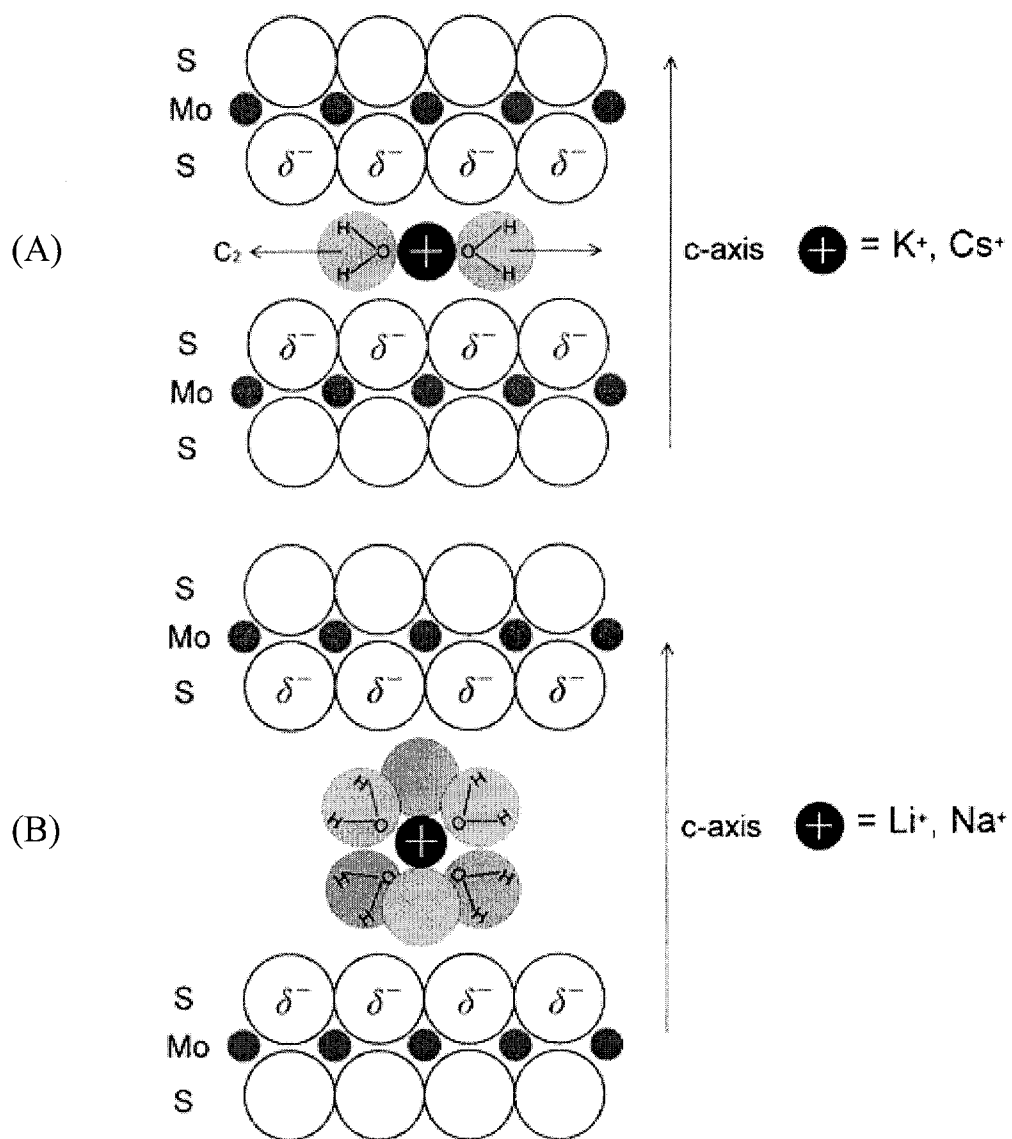 S
Mo
S δ⁻ δ⁻ δ⁻ δ⁻
(A) C₂ H H O + O H H c-axis + = K⁺, Cs⁺
S δ⁻ δ⁻ δ⁻ δ⁻
Mo
S
S
Mo
S δ⁻ δ⁻ δ⁻ δ⁻
H H
H O O H
(B) + c-axis + = Li⁺, Na⁺
H O O H
H H
S δ⁻ δ⁻ δ⁻ δ⁻
Mo
S